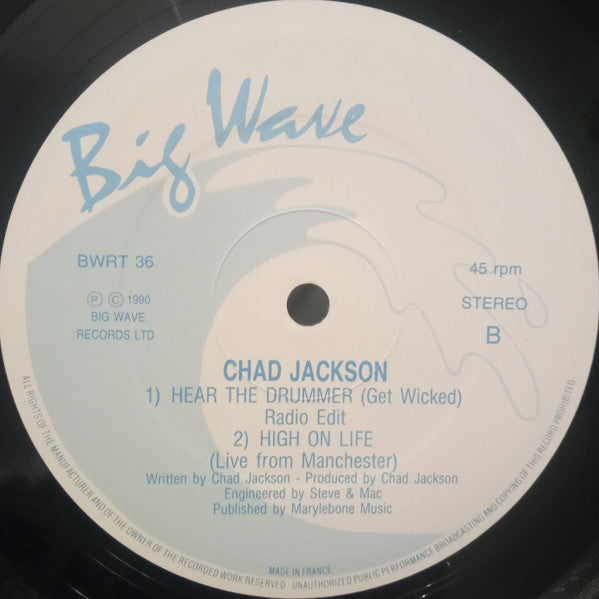 Big Wave
BWRT 36
45 rpm
Ⓟ Ⓒ 1990
BIG WAVE
RECORDS LTD
STEREO
B
CHAD JACKSON
1) HEAR THE DRUMMER (Get Wicked)
Radio Edit
2) HIGH ON LIFE
(Live from Manchester)
Written by Chad Jackson - Produced by Chad Jackson
Engineered by Steve & Mac
Published by Marylebone Music
MADE IN FRANCE
ALL RIGHTS OF THE MANUFACTURER AND OF THE OWNER OF THE RECORDED WORK RESERVED UNAUTHORIZED PUBLIC PERFORMANCE BROADCASTING AND COPYING OF THIS RECORD PROHIBITED